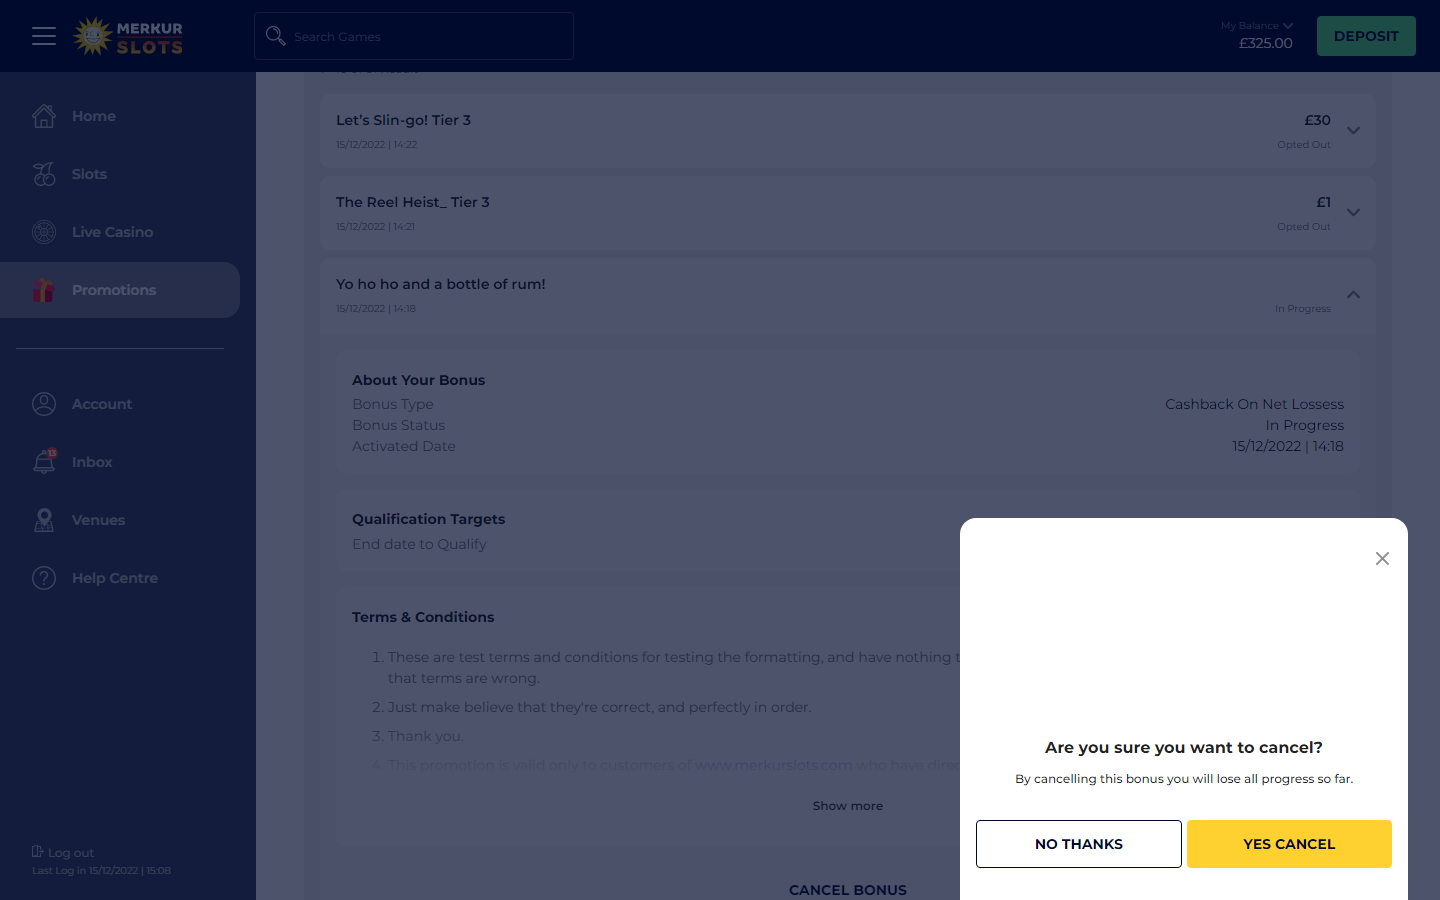 MERKUR
SLOTS
Search Games
My Balance
£325.00
DEPOSIT
Home
Slots
Live Casino
Promotions
Account
13
Inbox
Venues
Help Centre
Log out
Last Log in 15/12/2022 | 15:08
Let's Slin-go! Tier 3
£30
15/12/2022 | 14:22
Opted Out
The Reel Heist_ Tier 3
£1
15/12/2022 | 14:21
Opted Out
Yo ho ho and a bottle of rum!
15/12/2022 | 14:18
In Progress
About Your Bonus
Bonus Type
Cashback On Net Lossess
Bonus Status
In Progress
Activated Date
15/12/2022 | 14:18
Qualification Targets
End date to Qualify
Terms & Conditions
1. These are test terms and conditions for testing the formatting, and have nothing
that terms are wrong.
2. Just make believe that they're correct, and perfectly in order.
3. Thank you.
4. This promotion is valid only to customers of www.merkurslots.com who have
Show more
CANCEL BONUS
Are you sure you want to cancel?
By cancelling this bonus you will lose all progress so far.
NO THANKS
YES CANCEL